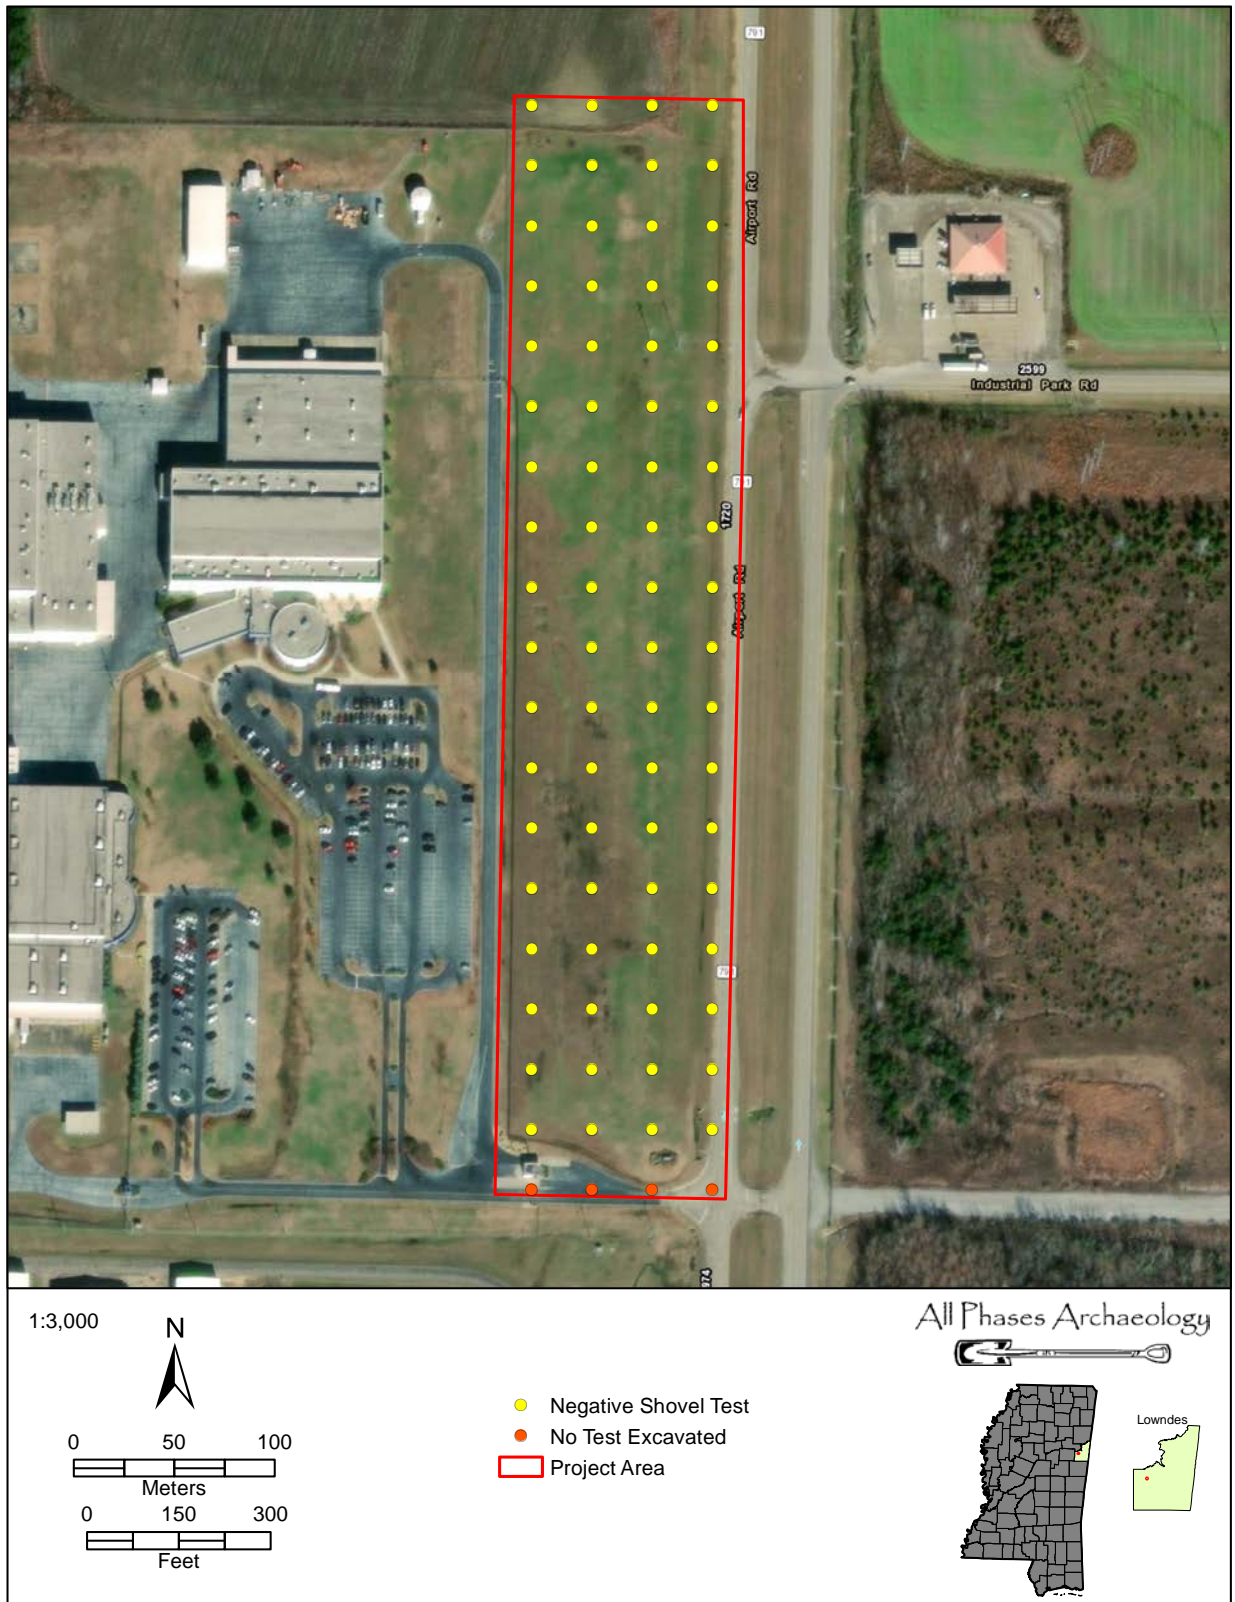 791
Airport Rd
2599
Industrial Park Rd
791
1720
Airport Rd
791
974
1:3,000
N
0 50 100
Meters
0 150 300
Feet
Negative Shovel Test
No Test Excavated
Project Area
All Phases Archaeology
Lowndes